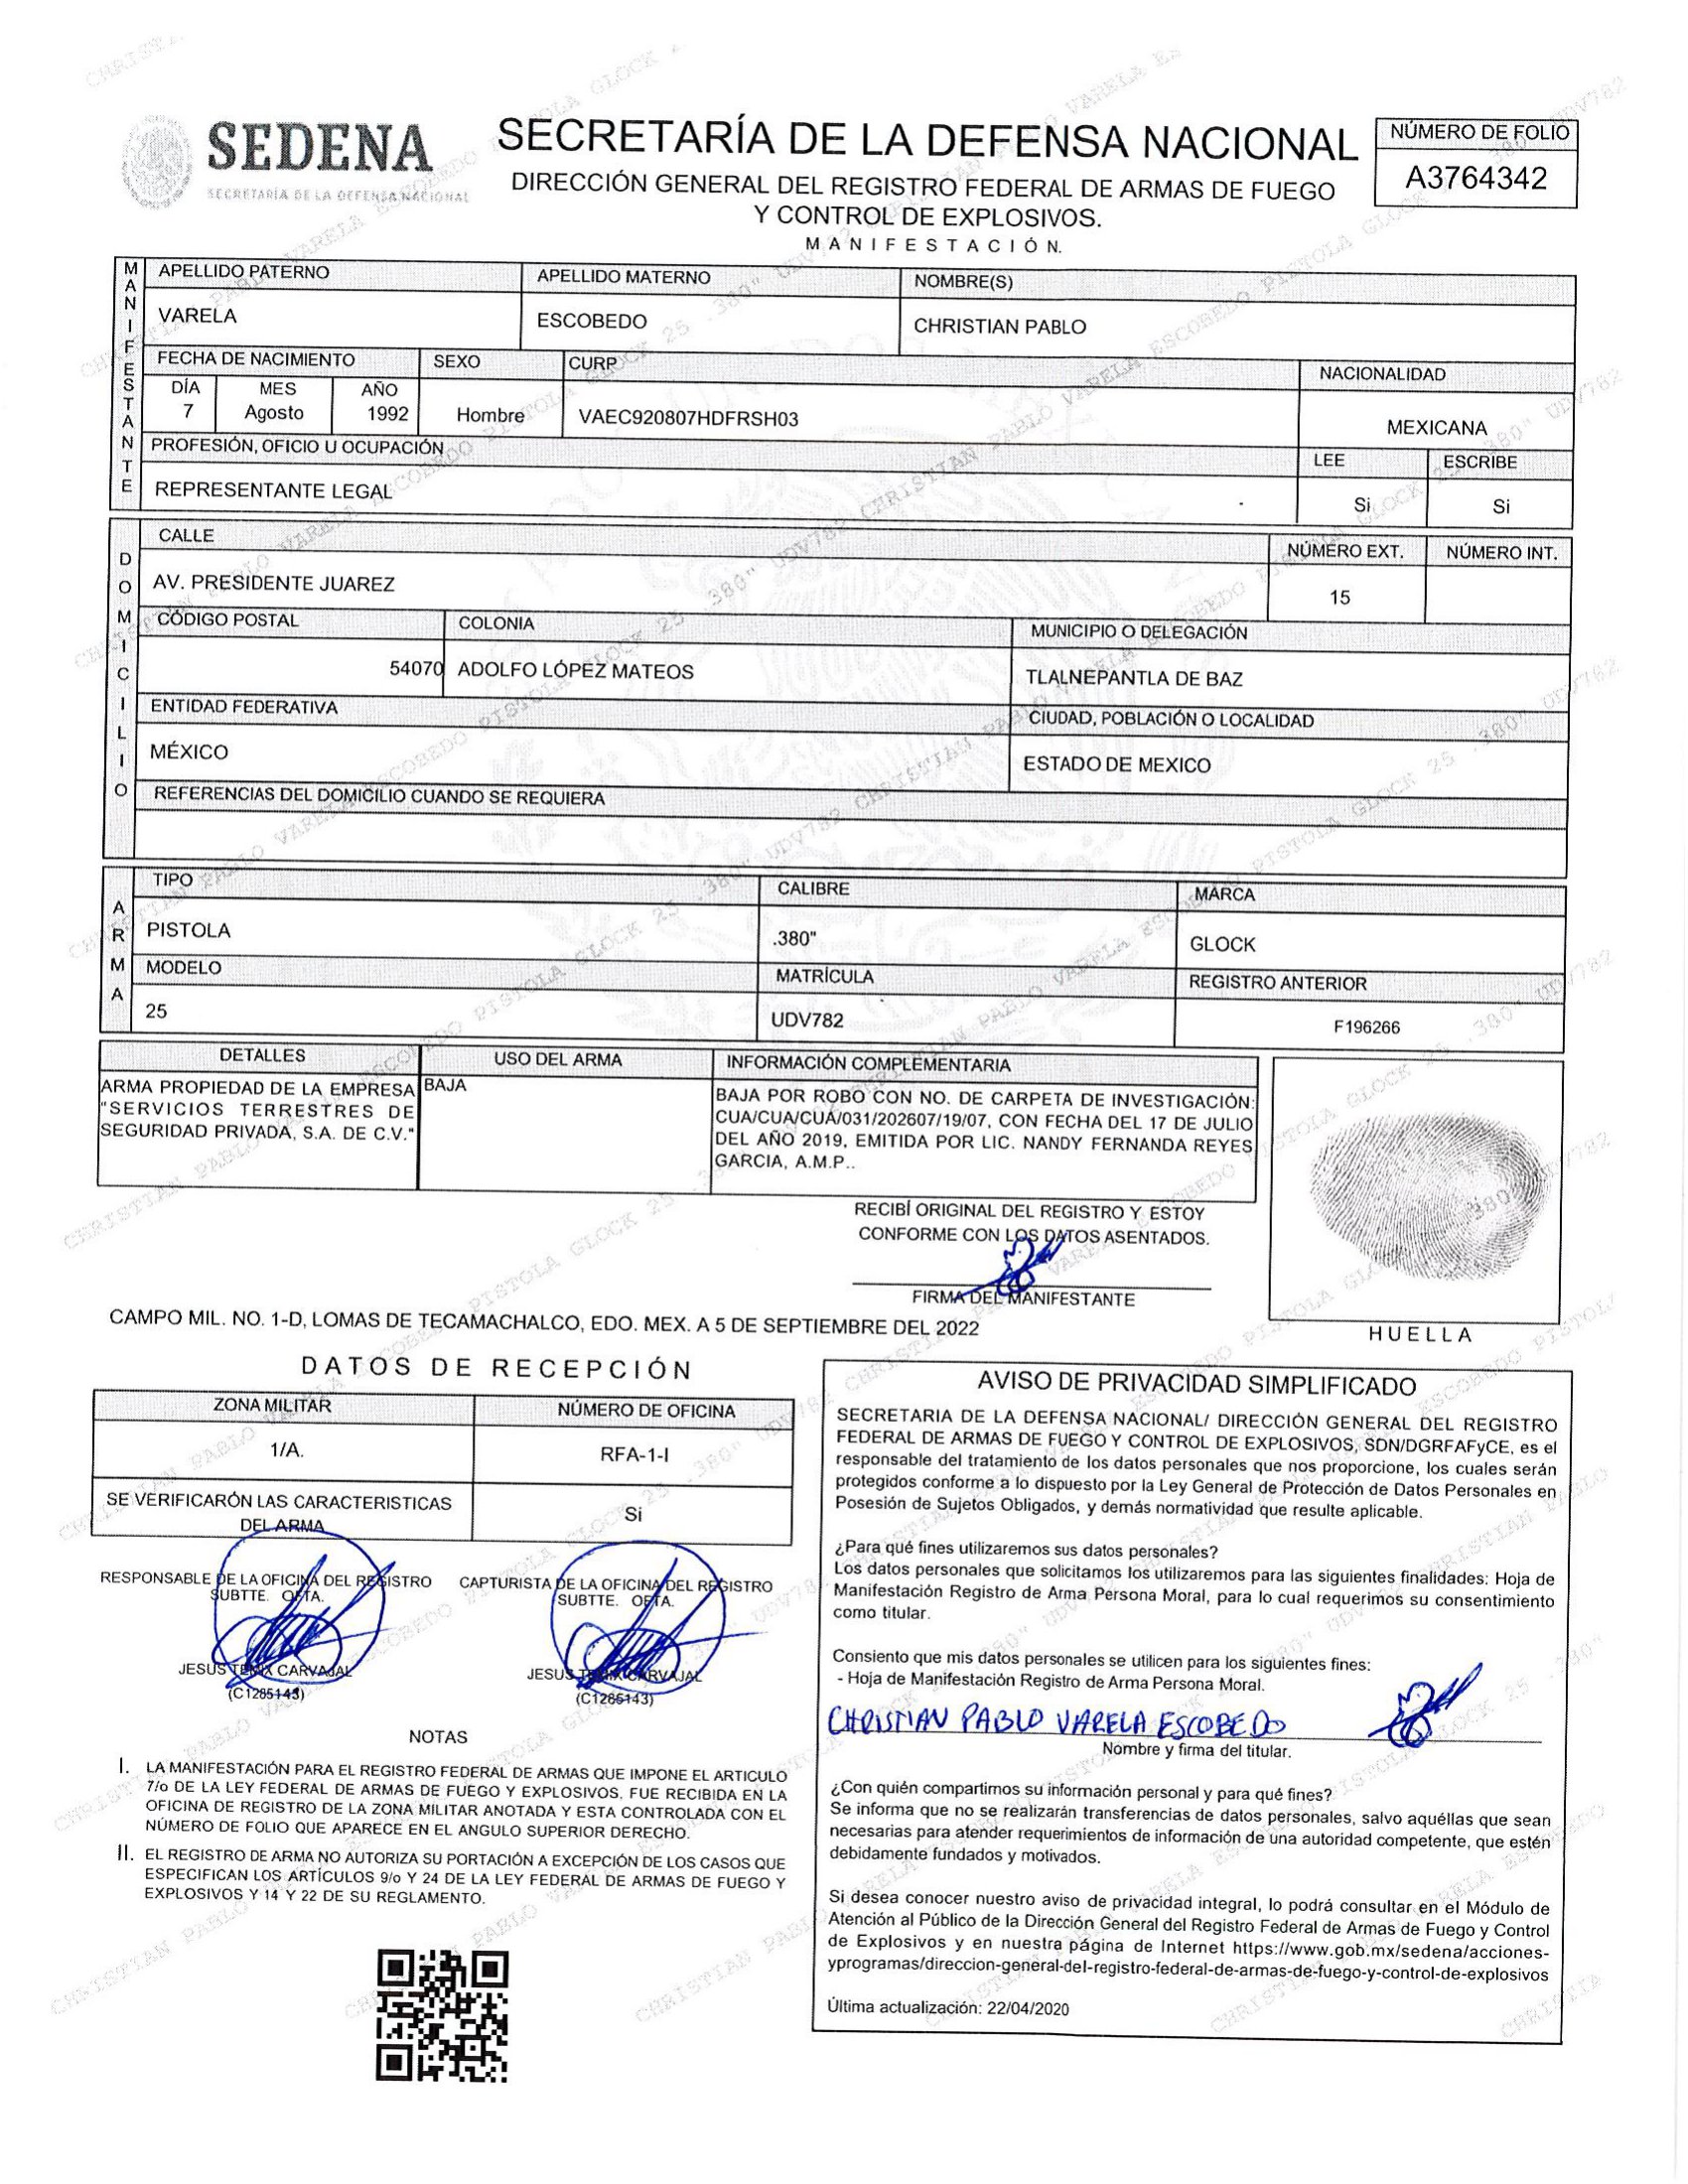 SEDENA
SECRETARÍA DE LA DEFENSA NACIONAL
SECRETARÍA DE LA DEFENSA NACIONAL
DIRECCIÓN GENERAL DEL REGISTRO FEDERAL DE ARMAS DE FUEGO
Y CONTROL DE EXPLOSIVOS.
MANIFESTACIÓN.
NÚMERO DE FOLIO
A3764342
MANIFESTANTE
APELLIDO PATERNO APELLIDO MATERNO NOMBRE(S)
VARELA ESCOBEDO CHRISTIAN PABLO
FECHA DE NACIMIENTO SEXO CURP NACIONALIDAD
DÍA MES AÑO
7 Agosto 1992 Hombre VAEC920807HDFRSH03 MEXICANA
PROFESIÓN, OFICIO U OCUPACIÓN LEE ESCRIBE
REPRESENTANTE LEGAL Si Si
DOMICILIO
CALLE NÚMERO EXT. NÚMERO INT.
AV. PRESIDENTE JUAREZ 15
CÓDIGO POSTAL COLONIA MUNICIPIO O DELEGACIÓN
54070 ADOLFO LÓPEZ MATEOS TLALNEPANTLA DE BAZ
ENTIDAD FEDERATIVA CIUDAD, POBLACIÓN O LOCALIDAD
MÉXICO ESTADO DE MEXICO
REFERENCIAS DEL DOMICILIO CUANDO SE REQUIERA
ARMA
TIPO CALIBRE MARCA
PISTOLA .380" GLOCK
MODELO MATRÍCULA REGISTRO ANTERIOR
25 UDV782 F196266
DETALLES USO DEL ARMA INFORMACIÓN COMPLEMENTARIA
ARMA PROPIEDAD DE LA EMPRESA
"SERVICIOS TERRESTRES DE
SEGURIDAD PRIVADA, S.A. DE C.V."
BAJA
BAJA POR ROBO CON NO. DE CARPETA DE INVESTIGACIÓN:
CUA/CUA/CUA/031/202607/19/07, CON FECHA DEL 17 DE JULIO
DEL AÑO 2019, EMITIDA POR LIC. NANDY FERNANDA REYES
GARCIA, A.M.P..
RECIBÍ ORIGINAL DEL REGISTRO Y ESTOY
CONFORME CON LOS DATOS ASENTADOS.
FIRMA DEL MANIFESTANTE
HUELLA
CAMPO MIL. NO. 1-D, LOMAS DE TECAMACHALCO, EDO. MEX. A 5 DE SEPTIEMBRE DEL 2022
DATOS DE RECEPCIÓN
ZONA MILITAR NÚMERO DE OFICINA
1/A. RFA-1-I
SE VERIFICARÓN LAS CARACTERISTICAS
DEL ARMA
Si
RESPONSABLE DE LA OFICINA DEL REGISTRO
SUBTTE. OFTA.
JESUS TEMIX CARVAJAL
(C1285143)
CAPTURISTA DE LA OFICINA DEL REGISTRO
SUBTTE. OFTA.
JESUS TEMIX CARVAJAL
(C1285143)
NOTAS
I. LA MANIFESTACIÓN PARA EL REGISTRO FEDERAL DE ARMAS QUE IMPONE EL ARTICULO
7/o DE LA LEY FEDERAL DE ARMAS DE FUEGO Y EXPLOSIVOS, FUE RECIBIDA EN LA
OFICINA DE REGISTRO DE LA ZONA MILITAR ANOTADA Y ESTA CONTROLADA CON EL
NÚMERO DE FOLIO QUE APARECE EN EL ANGULO SUPERIOR DERECHO.
II. EL REGISTRO DE ARMA NO AUTORIZA SU PORTACIÓN A EXCEPCIÓN DE LOS CASOS QUE
ESPECIFICAN LOS ARTÍCULOS 9/o Y 24 DE LA LEY FEDERAL DE ARMAS DE FUEGO Y
EXPLOSIVOS Y 14 Y 22 DE SU REGLAMENTO.
AVISO DE PRIVACIDAD SIMPLIFICADO
SECRETARIA DE LA DEFENSA NACIONAL/ DIRECCIÓN GENERAL DEL REGISTRO
FEDERAL DE ARMAS DE FUEGO Y CONTROL DE EXPLOSIVOS, SDN/DGRFAFyCE, es el
responsable del tratamiento de los datos personales que nos proporcione, los cuales serán
protegidos conforme a lo dispuesto por la Ley General de Protección de Datos Personales en
Posesión de Sujetos Obligados, y demás normatividad que resulte aplicable.
¿Para qué fines utilizaremos sus datos personales?
Los datos personales que solicitamos los utilizaremos para las siguientes finalidades: Hoja de
Manifestación Registro de Arma Persona Moral, para lo cual requerimos su consentimiento
como titular.
Consiento que mis datos personales se utilicen para los siguientes fines:
- Hoja de Manifestación Registro de Arma Persona Moral.
CHRISTIAN PABLO VARELA ESCOBEDO
Nombre y firma del titular.
¿Con quién compartimos su información personal y para qué fines?
Se informa que no se realizarán transferencias de datos personales, salvo aquéllas que sean
necesarias para atender requerimientos de información de una autoridad competente, que estén
debidamente fundados y motivados.
Si desea conocer nuestro aviso de privacidad integral, lo podrá consultar en el Módulo de
Atención al Público de la Dirección General del Registro Federal de Armas de Fuego y Control
de Explosivos y en nuestra página de Internet https://www.gob.mx/sedena/acciones-
yprogramas/direccion-general-del-registro-federal-de-armas-de-fuego-y-control-de-explosivos
Última actualización: 22/04/2020